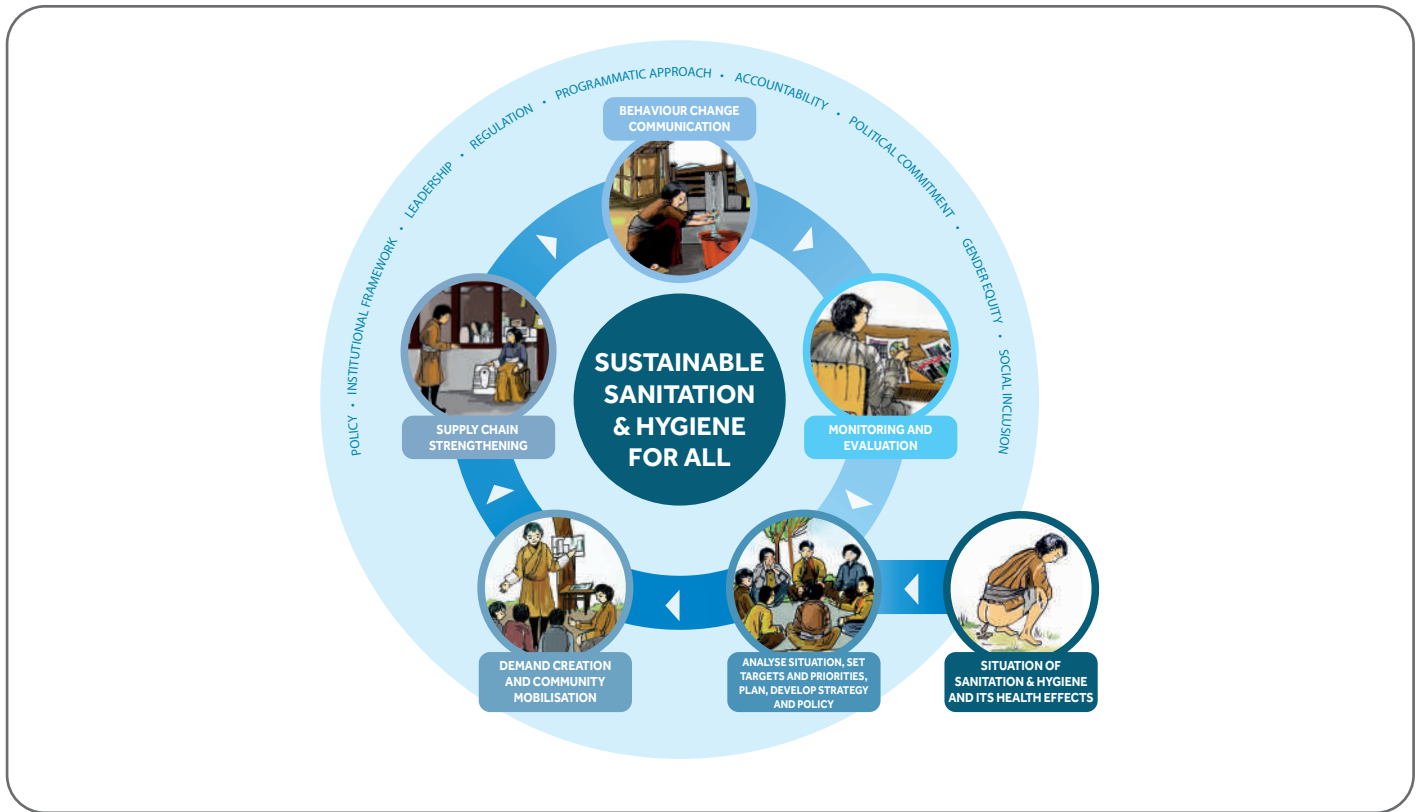 POLICY • INSTITUTIONAL FRAMEWORK • LEADERSHIP • REGULATION • PROGRAMMATIC APPROACH • ACCOUNTABILITY • POLITICAL COMMITMENT • GENDER EQUITY • SOCIAL INCLUSION
BEHAVIOUR CHANGE
COMMUNICATION
SUSTAINABLE
SANITATION
& HYGIENE
FOR ALL
SUPPLY CHAIN
STRENGTHENING
MONITORING AND
EVALUATION
DEMAND CREATION
AND COMMUNITY
MOBILISATION
ANALYSE SITUATION, SET
TARGETS AND PRIORITIES,
PLAN, DEVELOP STRATEGY
AND POLICY
SITUATION OF
SANITATION & HYGIENE
AND ITS HEALTH EFFECTS